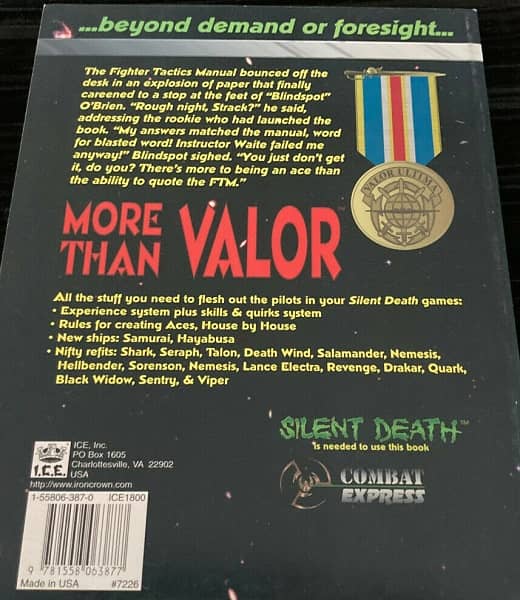 ...beyond demand or foresight...
The Fighter Tactics Manual bounced off the
desk in an explosion of paper that finally
careened to a stop at the feet of "Blindspot"
O'Brien. "Rough night, Strack?" he said,
addressing the rookie who had launched the
book. "My answers matched the manual, word
for blasted word! Instructor Waite failed me
anyway!" Blindspot sighed. "You just don't get
it, do you? There's more to being an ace than
the ability to quote the FTM."
VALOR ULTIMA
MORE
THAN VALOR™
All the stuff you need to flesh out the pilots in your Silent Death games:
• Experience system plus skills & quirks system
• Rules for creating Aces, House by House
• New ships: Samurai, Hayabusa
• Nifty refits: Shark, Seraph, Talon, Death Wind, Salamander, Nemesis,
Hellbender, Sorenson, Nemesis, Lance Electra, Revenge, Drakar, Quark,
Black Widow, Sentry, & Viper
SILENT DEATH™
is needed to use this book
COMBAT
EXPRESS
I.C.E.
ICE, Inc.
PO Box 1605
Charlottesville, VA 22902
USA
http://www.ironcrown.com
1-55806-387-0 ICE1800
9 781558 063877
Made in USA #7226